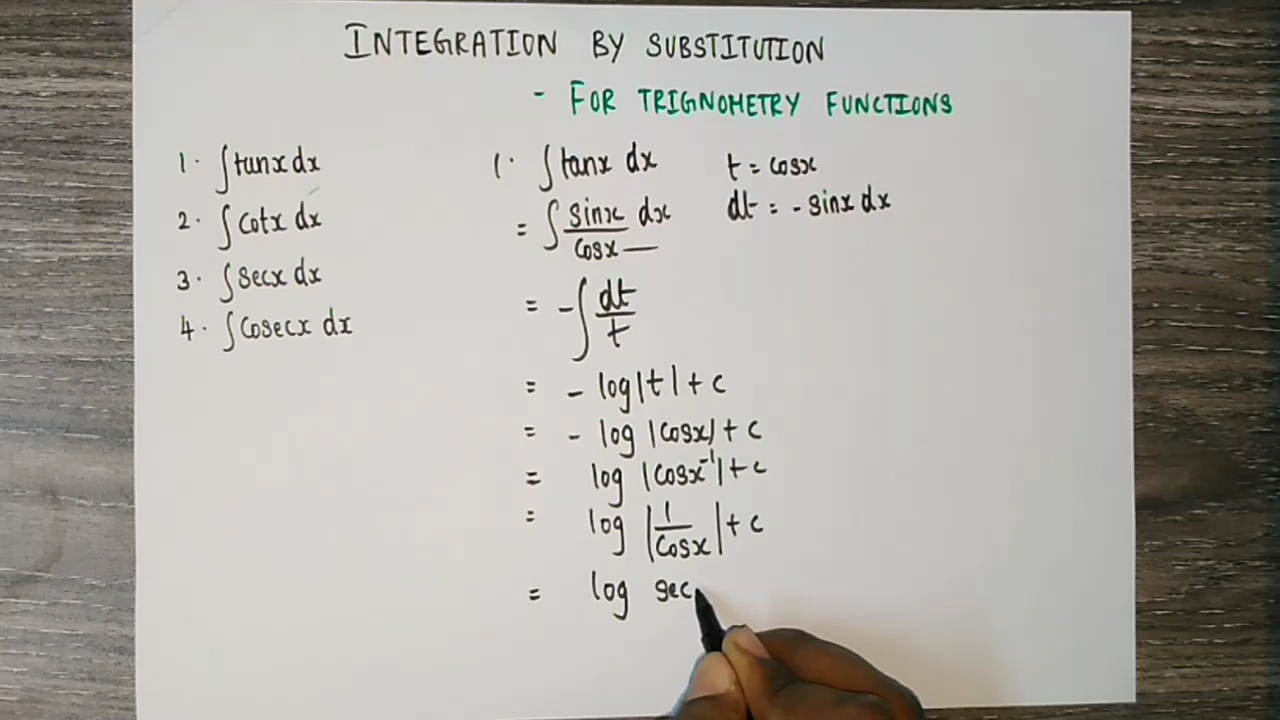 INTEGRATION BY SUBSTITUTION
- FOR TRIGNOMETRY FUNCTIONS
1. ∫tanx dx
2. ∫cotx dx
3. ∫secx dx
4. ∫cosecx dx
1. ∫tanx dx t = cosx
= ∫ sinx/cosx dx dt = - sinx dx
= -∫ dt/t
= - log|t| + c
= - log |cosx| + c
= log |cosx⁻¹| + c
= log |1/cosx| + c
= log sec